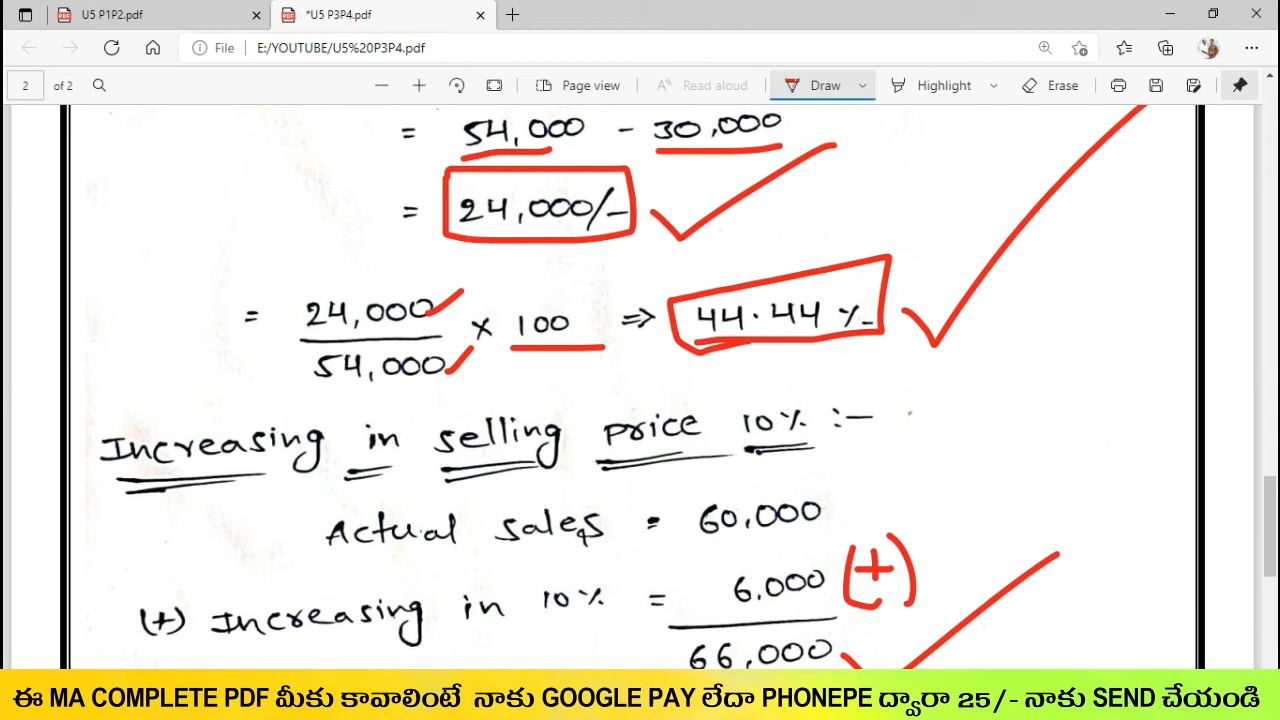 U5 P1P2.pdf
*U5 P3P4.pdf
File E:/YOUTUBE/U5%20P3P4.pdf
2 of 2 Page view Read aloud Draw Highlight Erase
= 54,000 - 30,000
= 24,000/-
= 24,000 / 54,000 × 100 ⇒ 44.44 %
Increasing in selling price 10% :-
Actual sales = 60,000
(+) Increasing in 10% = 6,000 (+)
66,000
ఈ MA COMPLETE PDF మీకు కావాలింటే నాకు GOOGLE PAY లేదా PHONEPE ద్వారా 25/- నాకు SEND చేయండి